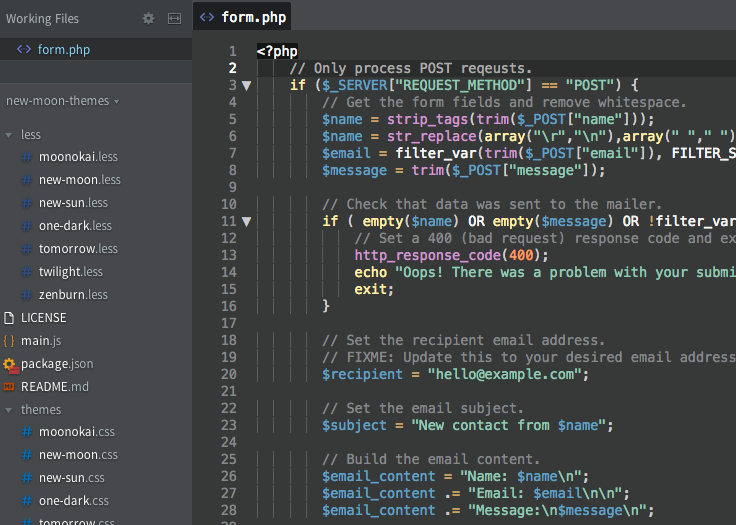 Working Files
form.php
new-moon-themes
less
moonokai.less
new-moon.less
new-sun.less
one-dark.less
tomorrow.less
twilight.less
zenburn.less
LICENSE
main.js
package.json
README.md
themes
moonokai.css
new-moon.css
new-sun.css
one-dark.css
tomorrow.css
form.php
1 <?php
2 // Only process POST reqeusts.
3 if ($_SERVER["REQUEST_METHOD"] == "POST") {
4 // Get the form fields and remove whitespace.
5 $name = strip_tags(trim($_POST["name"]));
6 $name = str_replace(array("\r","\n"),array(" "," ")
7 $email = filter_var(trim($_POST["email"]), FILTER_S
8 $message = trim($_POST["message"]);
9
10 // Check that data was sent to the mailer.
11 if ( empty($name) OR empty($message) OR !filter_var
12 // Set a 400 (bad request) response code and ex
13 http_response_code(400);
14 echo "Oops! There was a problem with your submi
15 exit;
16 }
17
18 // Set the recipient email address.
19 // FIXME: Update this to your desired email address
20 $recipient = "hello@example.com";
21
22 // Set the email subject.
23 $subject = "New contact from $name";
24
25 // Build the email content.
26 $email_content = "Name: $name\n";
27 $email_content .= "Email: $email\n\n";
28 $email_content .= "Message:\n$message\n";